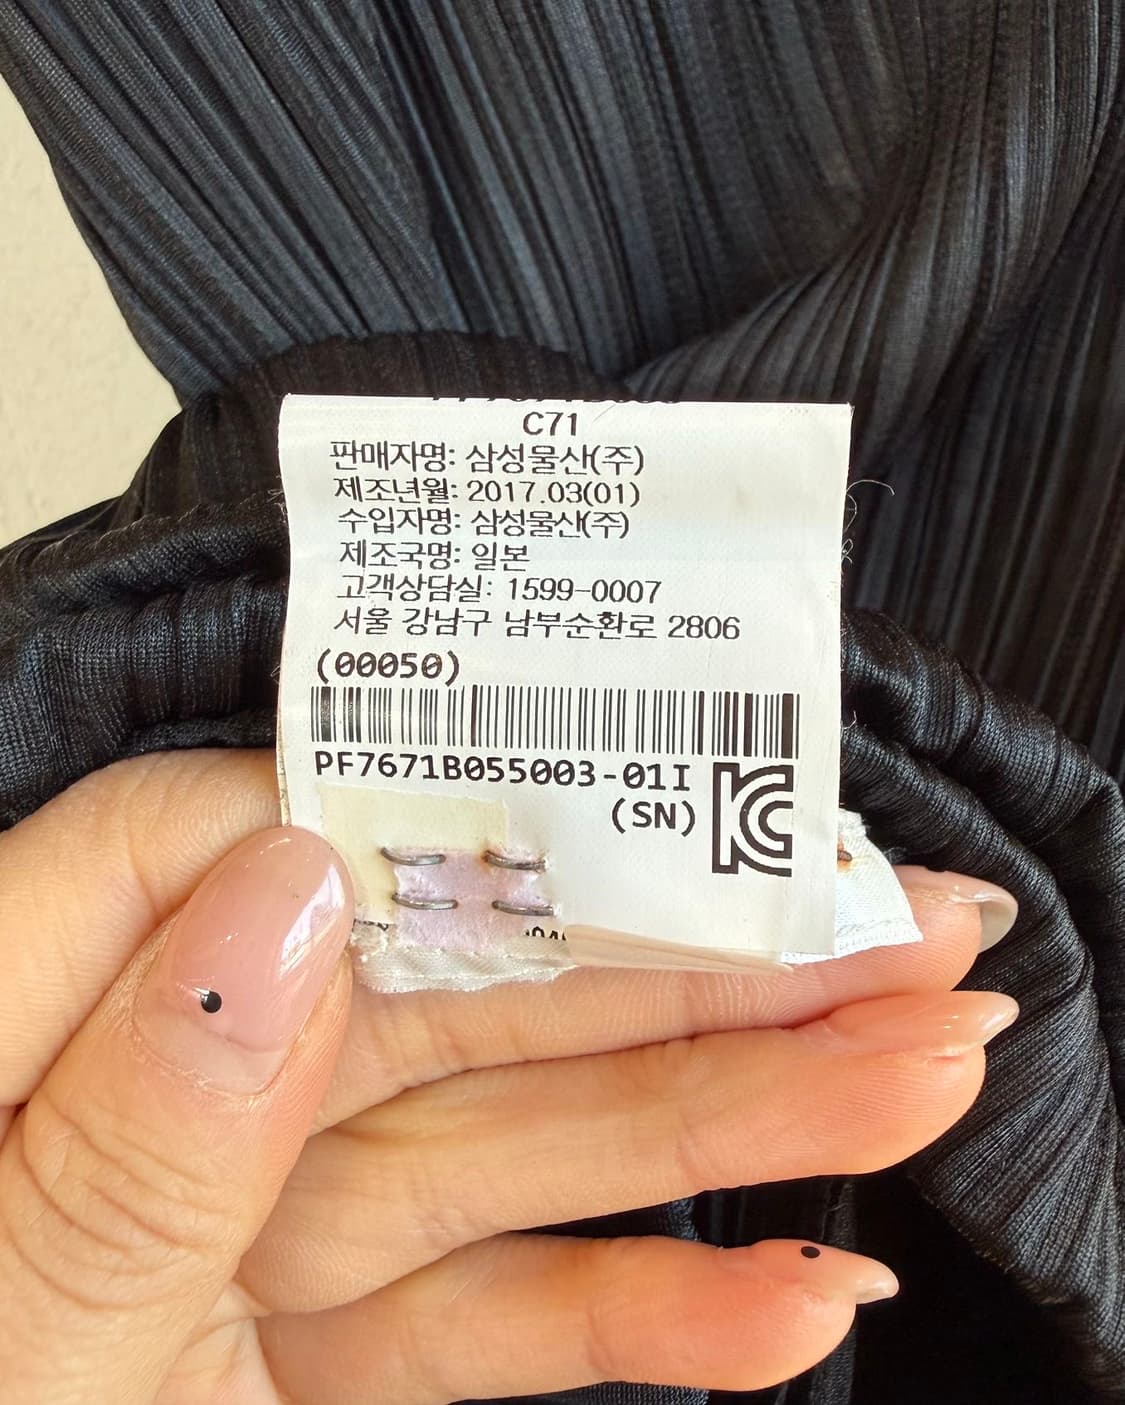 C71
판매자명: 삼성물산(주)
제조년월: 2017.03(01)
수입자명: 삼성물산(주)
제조국명: 일본
고객상담실: 1599-0007
서울 강남구 남부순환로 2806
(00050)
PF7671B055003-01I
(SN)
KC